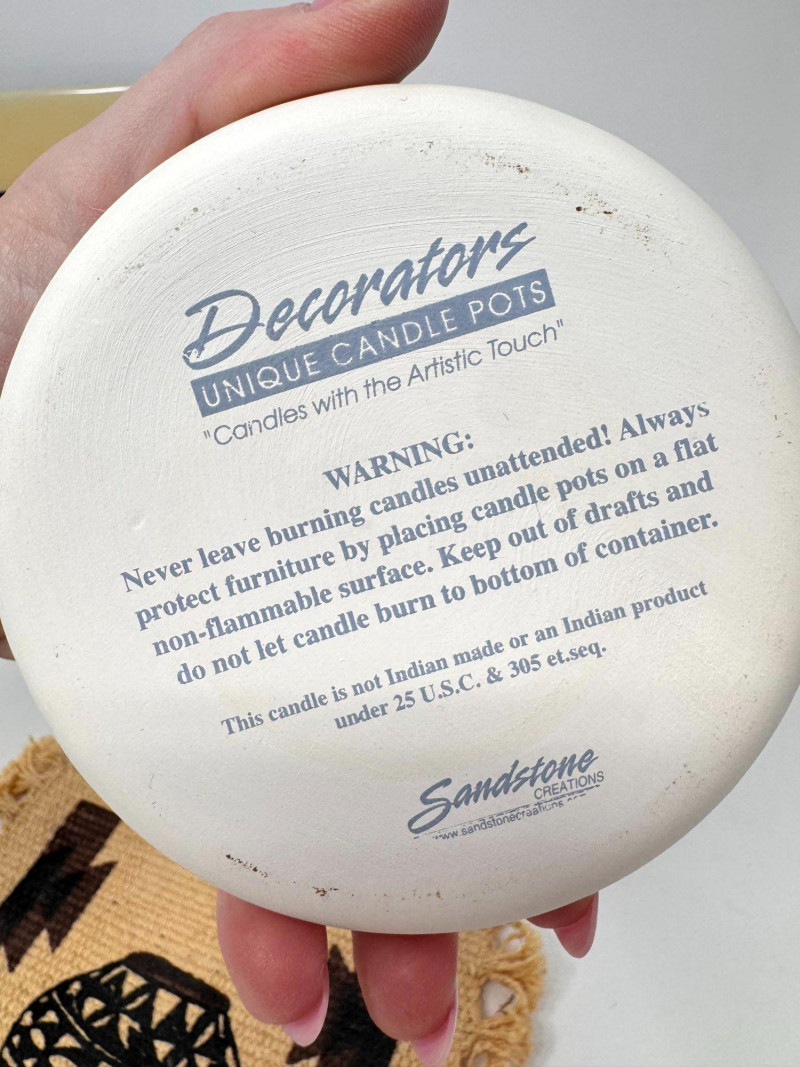 Decorators
UNIQUE CANDLE POTS
"Candles with the Artistic Touch"
WARNING:
Never leave burning candles unattended! Always
protect furniture by placing candle pots on a flat
non-flammable surface. Keep out of drafts and
do not let candle burn to bottom of container.
This candle is not Indian made or an Indian product
under 25 U.S.C. & 305 et.seq.
Sandstone
CREATIONS
www.sandstonecreations.com